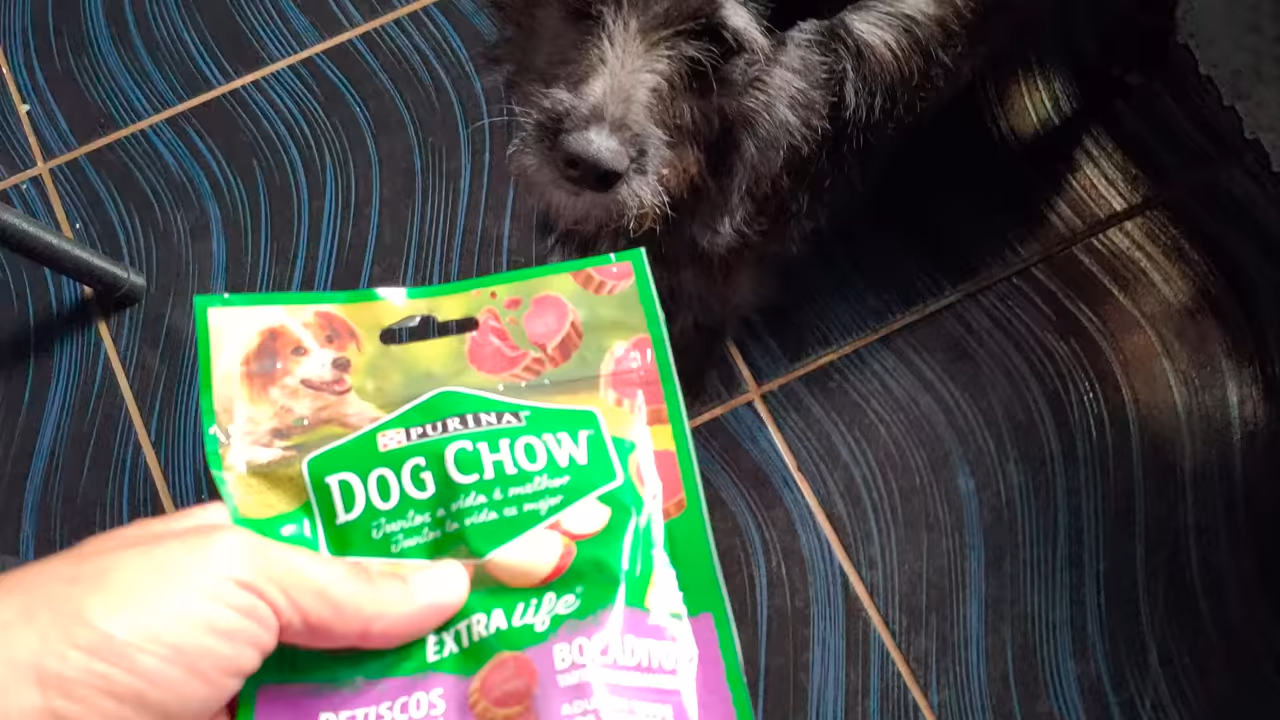 PURINA
DOG CHOW
Juntos a vida é melhor
Juntos la vida es mejor
EXTRA life
BOCADITOS
PETISCOS